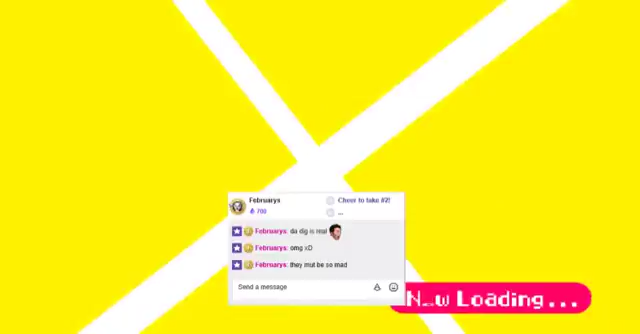 Februarys
Cheer to take #2!
700
...
Februarys: da dig is real
Februarys: omg xD
Februarys: they mut be so mad
Send a message
Loading...